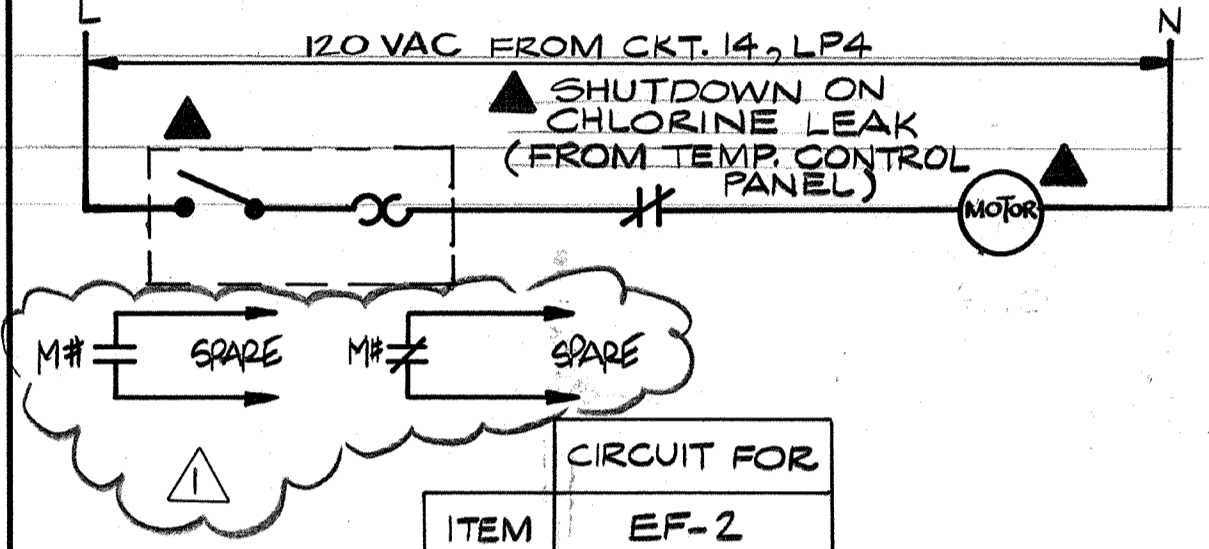 L
N
120 VAC FROM CKT. 14, LP4
SHUTDOWN ON
CHLORINE LEAK
(FROM TEMP. CONTROL
PANEL)
MOTOR
M# SPARE M# SPARE
1
CIRCUIT FOR
ITEM EF-2